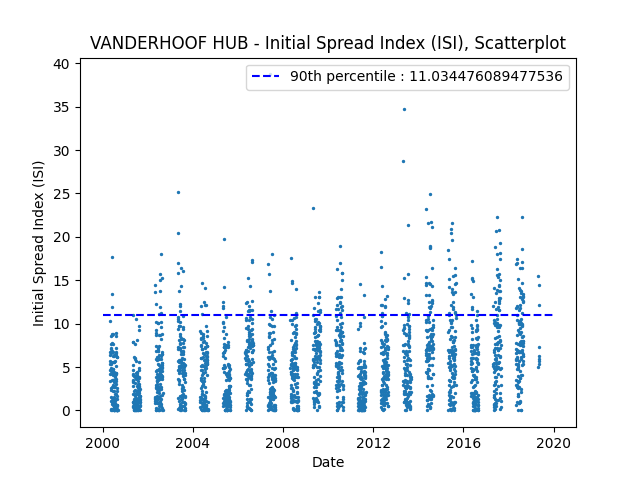 VANDERHOOF HUB - Initial Spread Index (ISI), Scatterplot
90th percentile : 11.034476089477536
Initial Spread Index (ISI)
40
35
30
25
20
15
10
5
0
2000 2004 2008 2012 2016 2020
Date